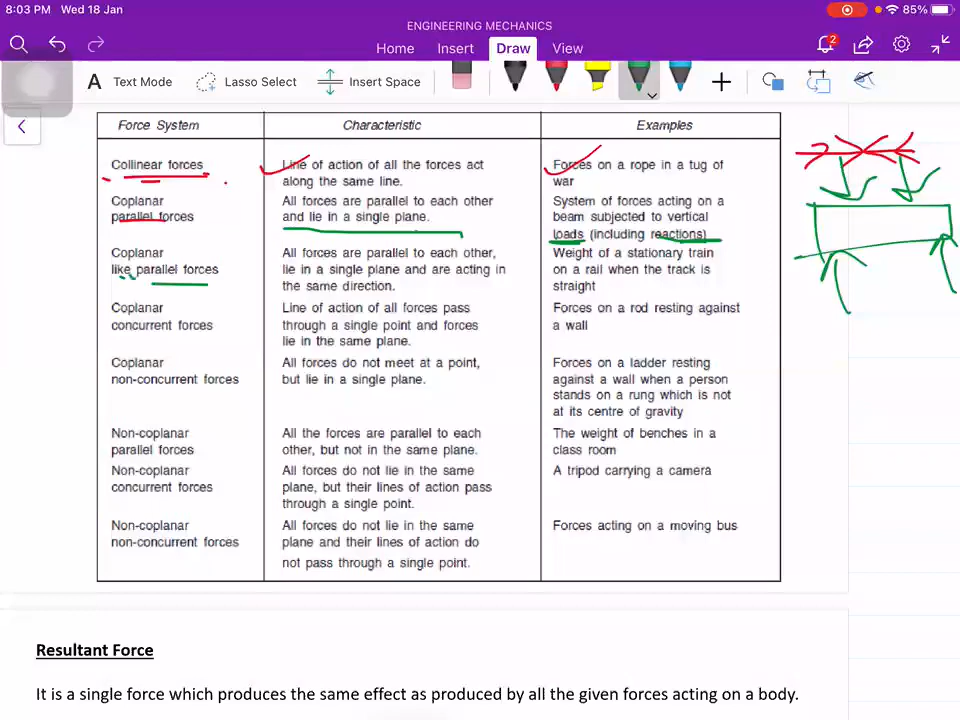 8:03 PM Wed 18 Jan
85%
ENGINEERING MECHANICS
Home Insert Draw View
2
A Text Mode Lasso Select Insert Space
Force System Characteristic Examples
Collinear forces Line of action of all the forces act Forces on a rope in a tug of
along the same line. war
Coplanar All forces are parallel to each other System of forces acting on a
parallel forces and lie in a single plane. beam subjected to vertical
loads (including reactions)
Coplanar All forces are parallel to each other, Weight of a stationary train
like parallel forces lie in a single plane and are acting in on a rail when the track is
the same direction. straight
Coplanar Line of action of all forces pass Forces on a rod resting against
concurrent forces through a single point and forces a wall
lie in the same plane.
Coplanar All forces do not meet at a point, Forces on a ladder resting
non-concurrent forces but lie in a single plane. against a wall when a person
stands on a rung which is not
at its centre of gravity
Non-coplanar All the forces are parallel to each The weight of benches in a
parallel forces other, but not in the same plane. class room
Non-coplanar All forces do not lie in the same A tripod carrying a camera
concurrent forces plane, but their lines of action pass
through a single point.
Non-coplanar All forces do not lie in the same Forces acting on a moving bus
non-concurrent forces plane and their lines of action do
not pass through a single point.
Resultant Force
It is a single force which produces the same effect as produced by all the given forces acting on a body.